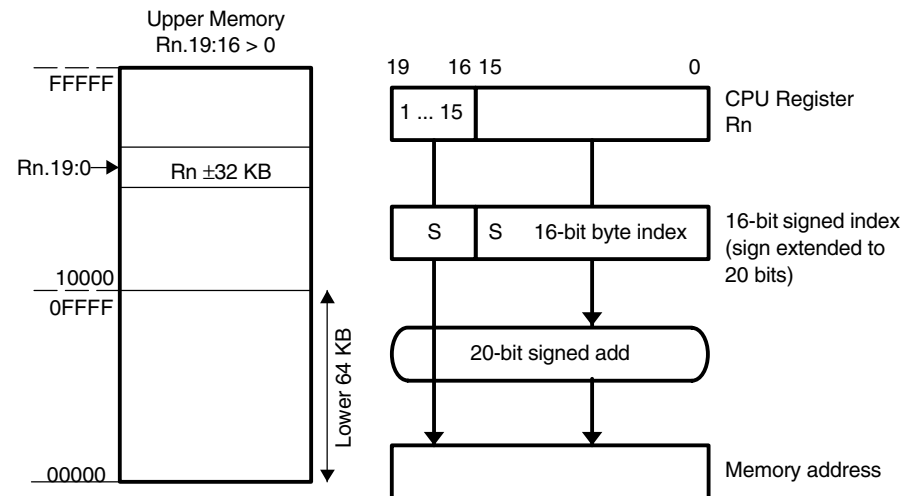 Upper Memory
Rn.19:16 > 0
FFFFF
Rn.19:0
Rn ±32 KB
10000
0FFFF
Lower 64 KB
00000
19 16 15 0
1 ... 15
CPU Register
Rn
S S 16-bit byte index
16-bit signed index
(sign extended to
20 bits)
20-bit signed add
Memory address